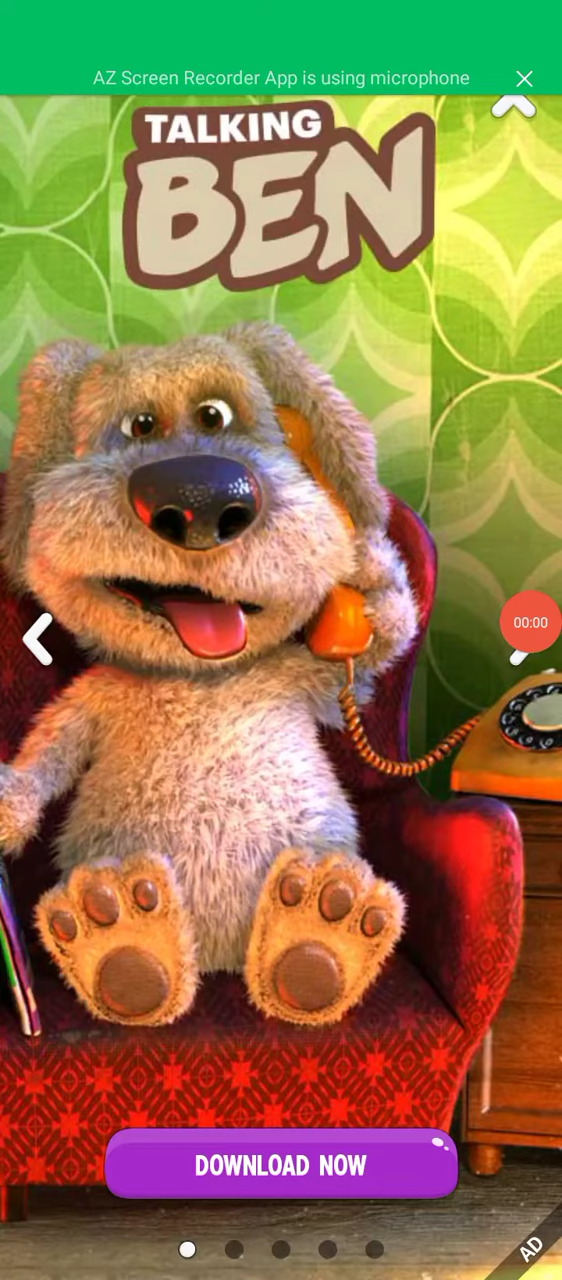 AZ Screen Recorder App is using microphone
TALKING
BEN
00:00
DOWNLOAD NOW
AD